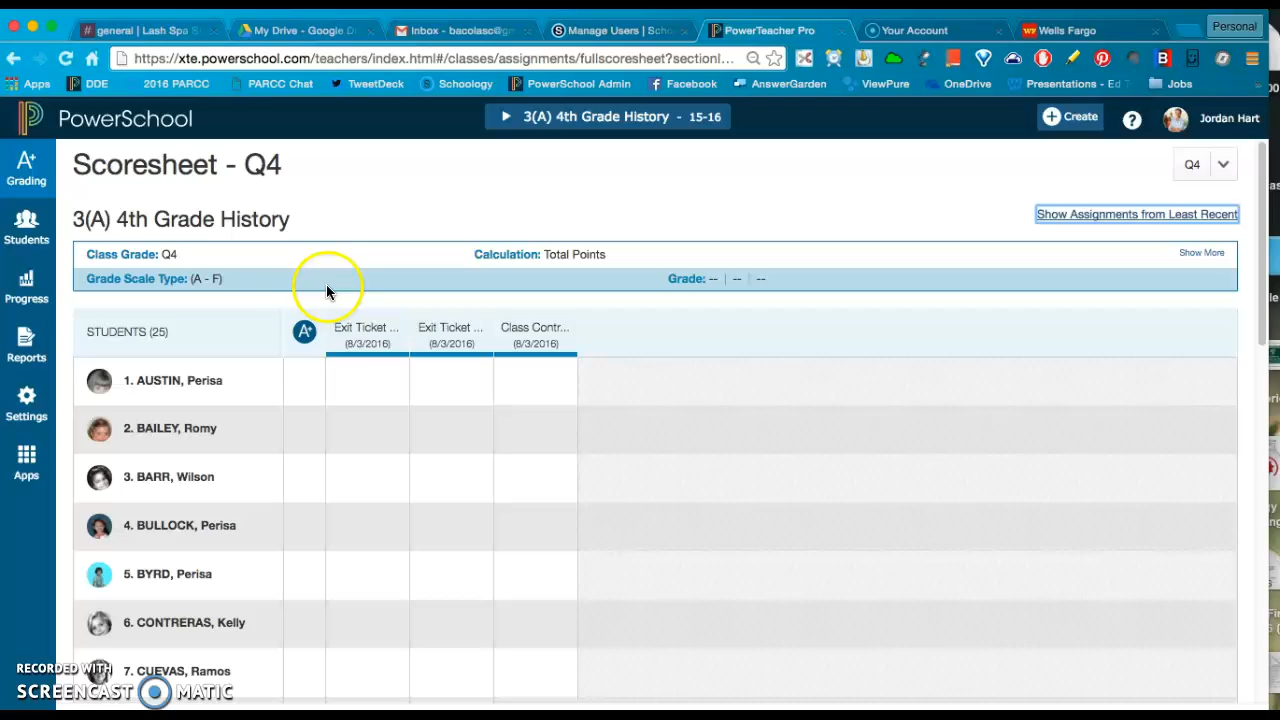 # general | Lash Spa S
My Drive - Google D
Inbox - bacolasc@g
S Manage Users | Scho
PowerTeacher Pro
Your Account
Wells Fargo
Personal
https://xte.powerschool.com/teachers/index.html#/classes/assignments/fullscoresheet?sectionI...
Apps DDE 2016 PARCC PARCC Chat TweetDeck Schoology PowerSchool Admin Facebook AnswerGarden ViewPure OneDrive Presentations - Ed T Jobs »
PowerSchool
3(A) 4th Grade History - 15-16
Create
?
Jordan Hart
A+
Grading
Students
Progress
Reports
Settings
Apps
Scoresheet - Q4
Q4
3(A) 4th Grade History
Show Assignments from Least Recent
Class Grade: Q4
Calculation: Total Points
Show More
Grade Scale Type: (A - F)
Grade: -- | -- | --
STUDENTS (25)
A+
Exit Ticket ...
(8/3/2016)
Exit Ticket ...
(8/3/2016)
Class Contr...
(8/3/2016)
1. AUSTIN, Perisa
2. BAILEY, Romy
3. BARR, Wilson
4. BULLOCK, Perisa
5. BYRD, Perisa
6. CONTRERAS, Kelly
7. CUEVAS, Ramos
RECORDED WITH
SCREENCAST MATIC